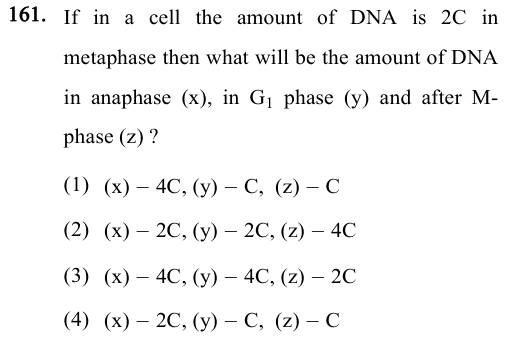 161. If in a cell the amount of DNA is 2C in
metaphase then what will be the amount of DNA
in anaphase (x), in G₁ phase (y) and after M-
phase (z) ?
(1) (x) – 4C, (y) – C, (z) – C
(2) (x) – 2C, (y) – 2C, (z) – 4C
(3) (x) – 4C, (y) – 4C, (z) – 2C
(4) (x) – 2C, (y) – C, (z) – C